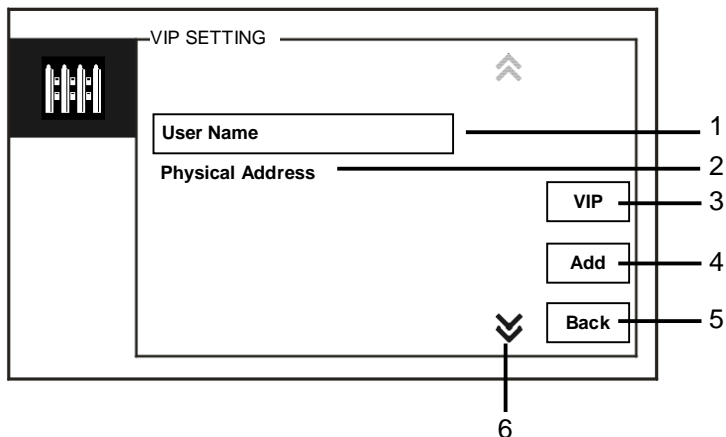 VIP SETTING
User Name 1
Physical Address 2
VIP 3
Add 4
Back 5
6